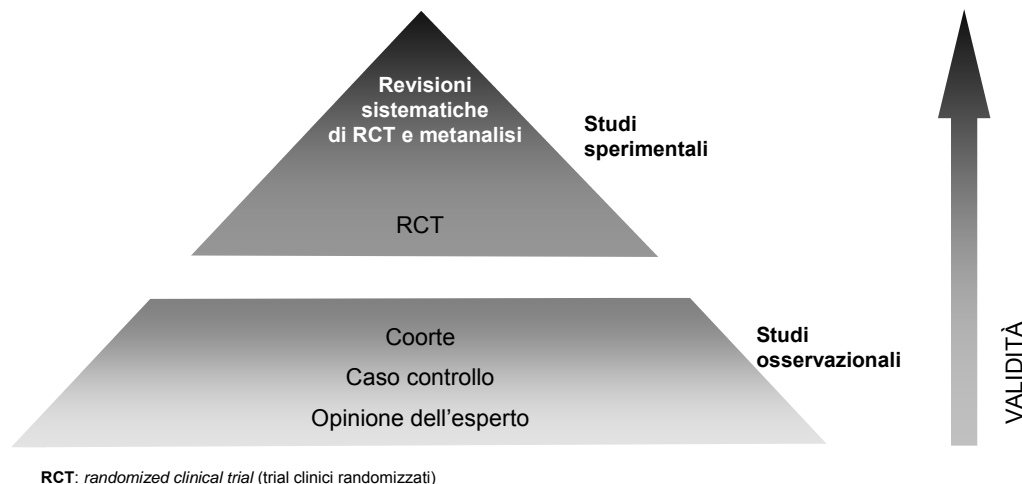 Revisioni
sistematiche
di RCT e metanalisi
Studi
sperimentali
RCT
Coorte
Caso controllo
Opinione dell'esperto
Studi
osservazionali
VALIDITÀ
RCT: randomized clinical trial (trial clinici randomizzati)